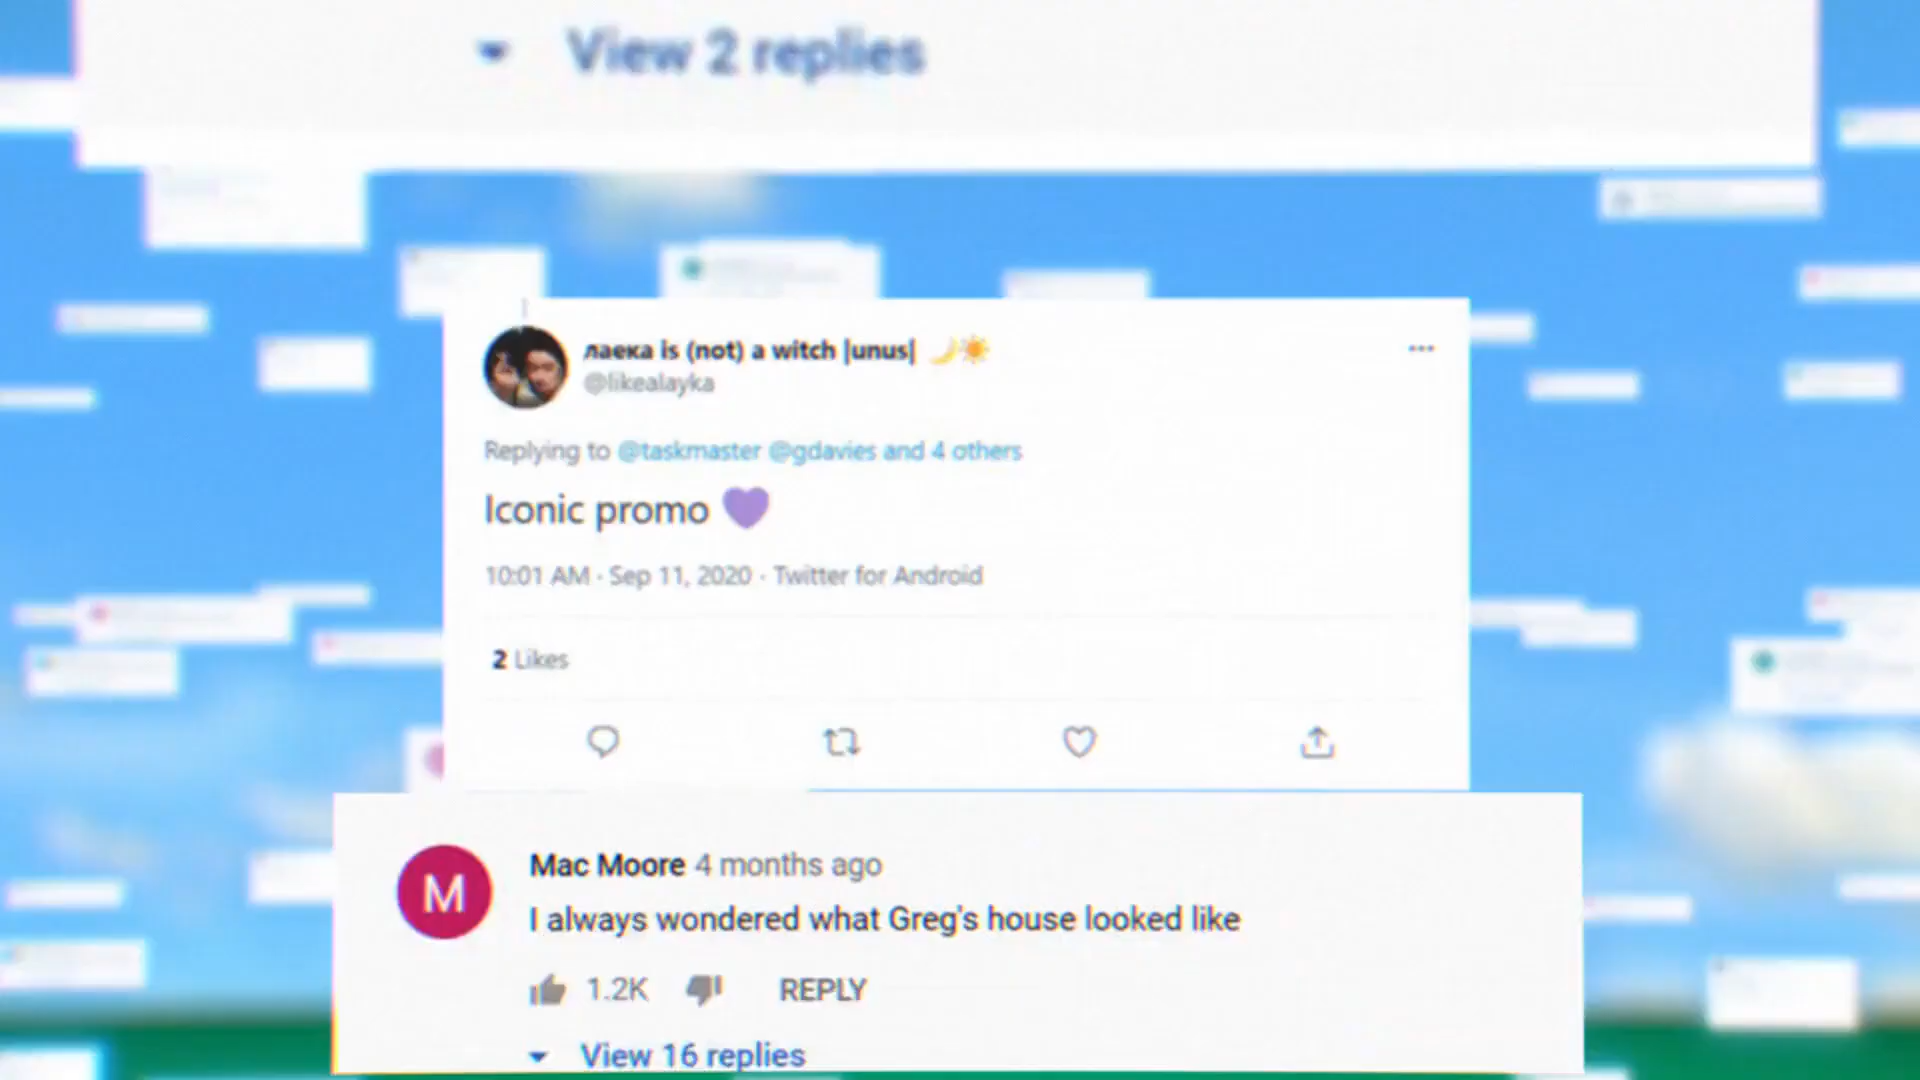 View 2 replies
лаека is (not) a witch |unus| 🌙☀️
@likealayka
Replying to @taskmaster @gdavies and 4 others
Iconic promo 💜
10:01 AM · Sep 11, 2020 · Twitter for Android
2 Likes
M
Mac Moore 4 months ago
I always wondered what Greg's house looked like
1.2K REPLY
View 16 replies